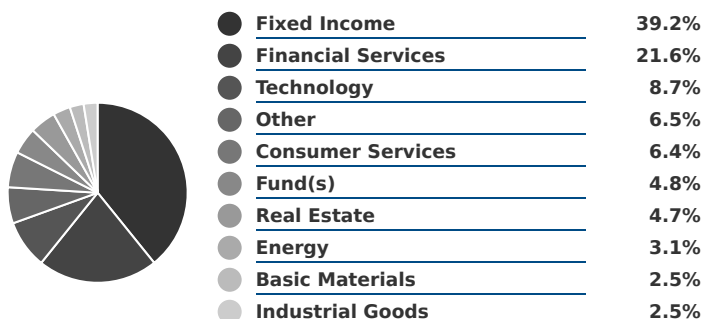 Fixed Income 39.2%
Financial Services 21.6%
Technology 8.7%
Other 6.5%
Consumer Services 6.4%
Fund(s) 4.8%
Real Estate 4.7%
Energy 3.1%
Basic Materials 2.5%
Industrial Goods 2.5%